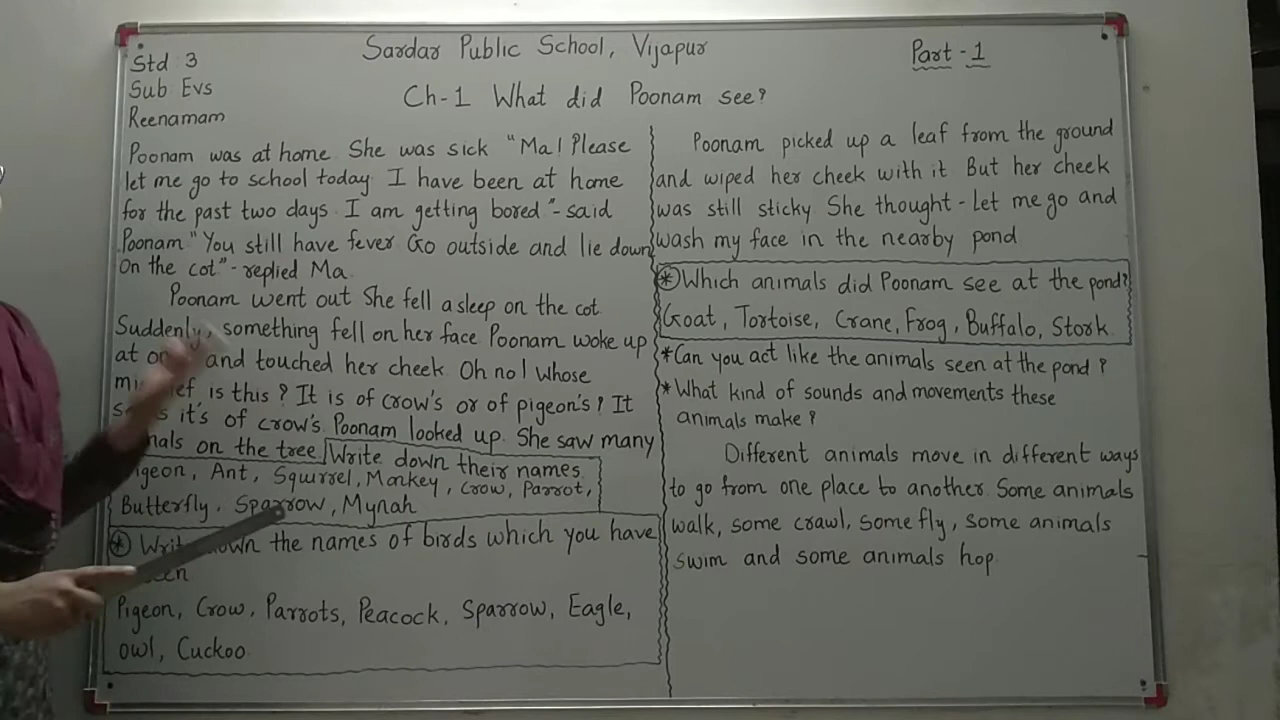 Std 3
Sub Evs
Reenamam
Sardar Public School, Vijapur
Part - 1
Ch-1 What did Poonam see?
Poonam was at home. She was sick "Ma! Please
let me go to school today. I have been at home
for the past two days. I am getting bored"- said
Poonam "You still have fever Go outside and lie down
On the cot"- replied Ma.
Poonam went out She fell a sleep on the cot.
Suddenly, something fell on her face Poonam woke up
at and touched her cheek. Oh no! Whose
is this? It is of crow's or of pigeon's? It
it's of crow's. Poonam looked up. She saw many
on the tree Write down their names.
Ant, Squirrel, Monkey, Crow, Parrot,
Butterfly, Sparrow, Mynah
* down the names of birds which you have
Pigeon, Crow, Parrots, Peacock, Sparrow, Eagle,
owl, Cuckoo
Poonam picked up a leaf from the ground
and wiped her cheek with it. But her cheek
was still sticky She thought - Let me go and
wash my face in the nearby pond
* Which animals did Poonam see at the pond?
Goat, Tortoise, Crane, Frog, Buffalo, Stork.
* Can you act like the animals seen at the pond?
* What kind of sounds and movements these
animals make?
Different animals move in different ways
to go from one place to another. Some animals
walk, some crawl, some fly, some animals
swim and some animals hop.